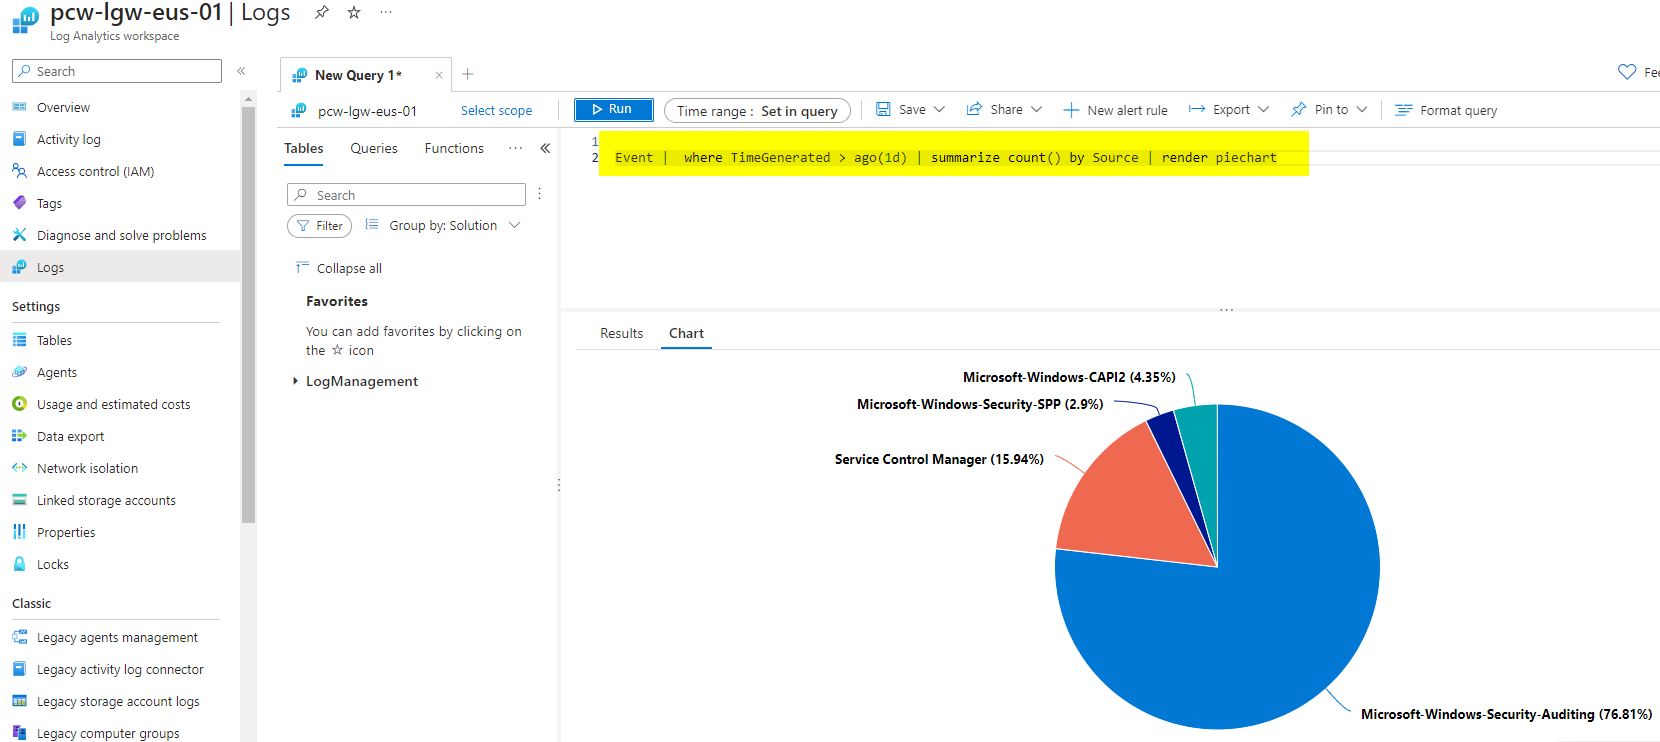 pcw-lgw-eus-01 | Logs
Log Analytics workspace
Search
Overview
Activity log
Access control (IAM)
Tags
Diagnose and solve problems
Logs
Settings
Tables
Agents
Usage and estimated costs
Data export
Network isolation
Linked storage accounts
Properties
Locks
Classic
Legacy agents management
Legacy activity log connector
Legacy storage account logs
Legacy computer groups
New Query 1*
Fee
pcw-lgw-eus-01 Select scope
Run Time range : Set in query Save Share New alert rule Export Pin to Format query
Tables Queries Functions
Search
Filter Group by: Solution
Collapse all
Favorites
You can add favorites by clicking on
the ☆ icon
LogManagement
1
2 Event | where TimeGenerated > ago(1d) | summarize count() by Source | render piechart
Results Chart
Microsoft-Windows-CAPI2 (4.35%)
Microsoft-Windows-Security-SPP (2.9%)
Service Control Manager (15.94%)
Microsoft-Windows-Security-Auditing (76.81%)